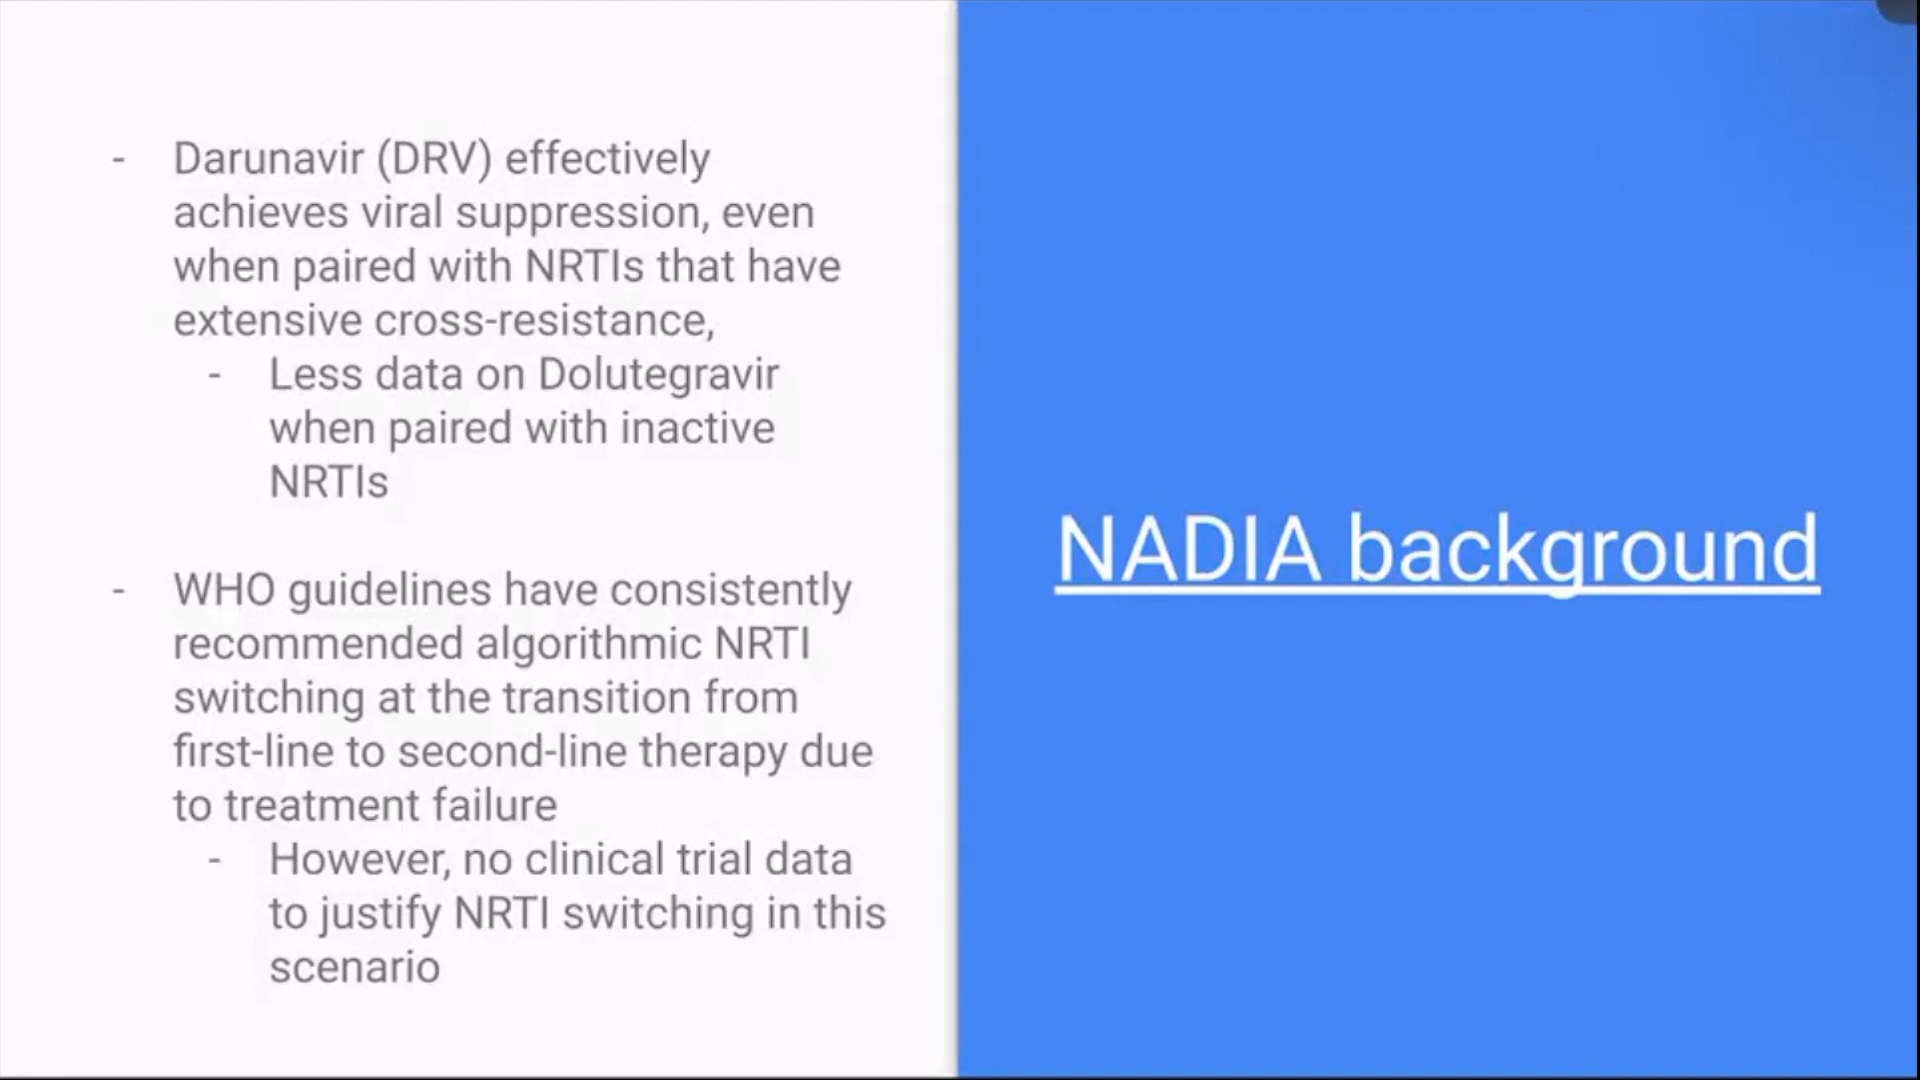 - Darunavir (DRV) effectively
achieves viral suppression, even
when paired with NRTIs that have
extensive cross-resistance,
- Less data on Dolutegravir
when paired with inactive
NRTIs
- WHO guidelines have consistently
recommended algorithmic NRTI
switching at the transition from
first-line to second-line therapy due
to treatment failure
- However, no clinical trial data
to justify NRTI switching in this
scenario
NADIA background